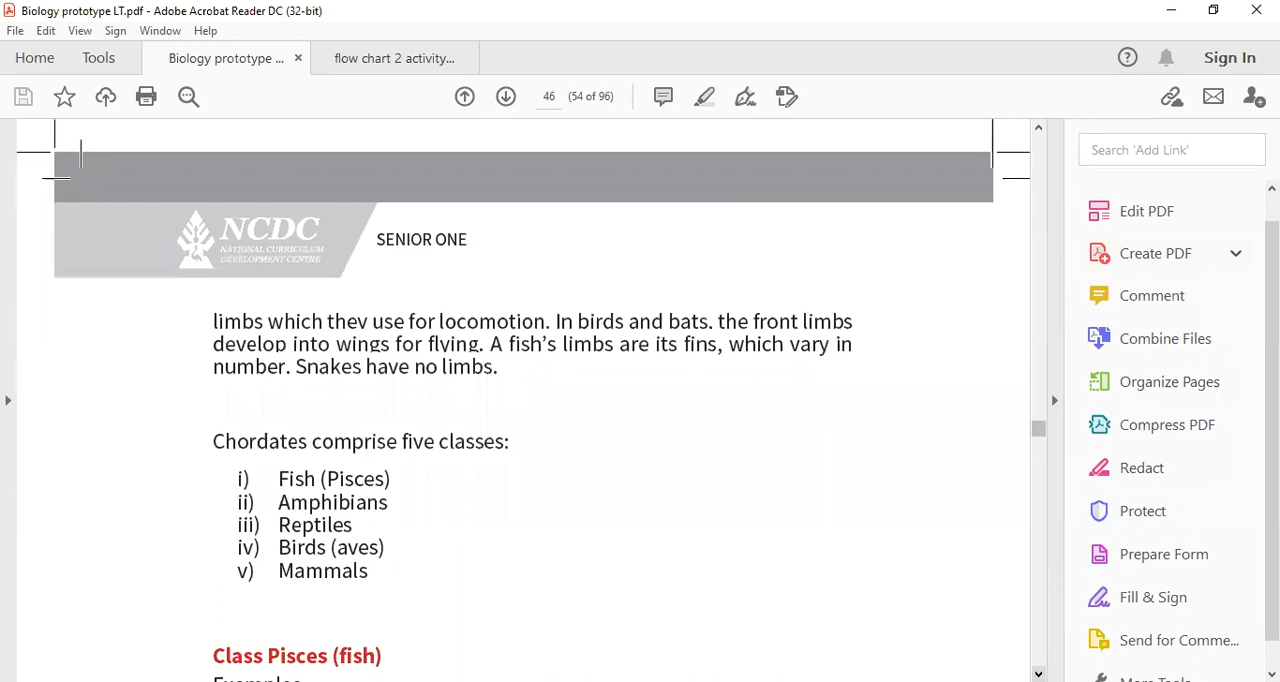 Biology prototype LT.pdf - Adobe Acrobat Reader DC (32-bit)
File Edit View Sign Window Help
Home Tools Biology prototype ... × flow chart 2 activity... Sign In
46 (54 of 96)
Search 'Add Link'
NCDC
NATIONAL CURRICULUM
DEVELOPMENT CENTRE
SENIOR ONE
limbs which they use for locomotion. In birds and bats, the front limbs
develop into wings for flying. A fish's limbs are its fins, which vary in
number. Snakes have no limbs.
Chordates comprise five classes:
i) Fish (Pisces)
ii) Amphibians
iii) Reptiles
iv) Birds (aves)
v) Mammals
Class Pisces (fish)
Examples
Edit PDF
Create PDF
Comment
Combine Files
Organize Pages
Compress PDF
Redact
Protect
Prepare Form
Fill & Sign
Send for Comme...
More Tools